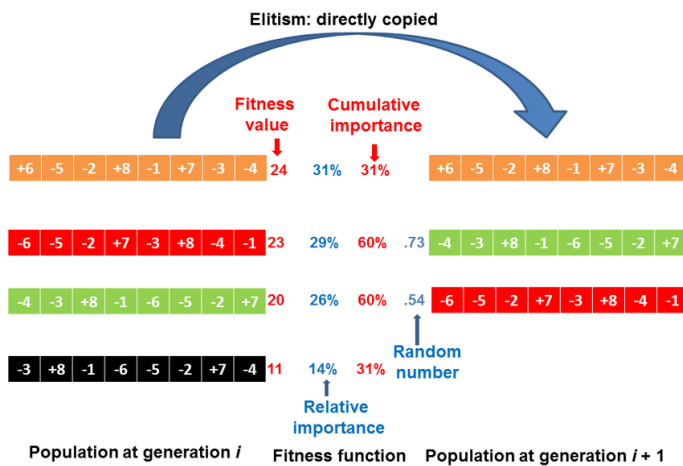 Elitism: directly copied
Fitness
value
Cumulative
importance
+6 -5 -2 +8 -1 +7 -3 -4 24 31% 31% +6 -5 -2 +8 -1 +7 -3 -4
-6 -5 -2 +7 -3 +8 -4 -1 23 29% 60% .73 -4 -3 +8 -1 -6 -5 -2 +7
-4 -3 +8 -1 -6 -5 -2 +7 20 26% 60% .54 -6 -5 -2 +7 -3 +8 -4 -1
Random
number
-3 +8 -1 -6 -5 -2 +7 -4 11 14% 31%
Relative
importance
Population at generation i Fitness function Population at generation i + 1